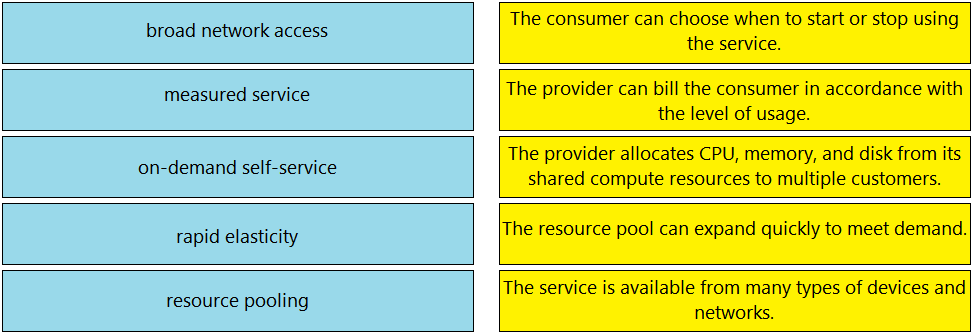 broad network access
The consumer can choose when to start or stop using
the service.
measured service
The provider can bill the consumer in accordance with
the level of usage.
on-demand self-service
The provider allocates CPU, memory, and disk from its
shared compute resources to multiple customers.
rapid elasticity
The resource pool can expand quickly to meet demand.
resource pooling
The service is available from many types of devices and
networks.